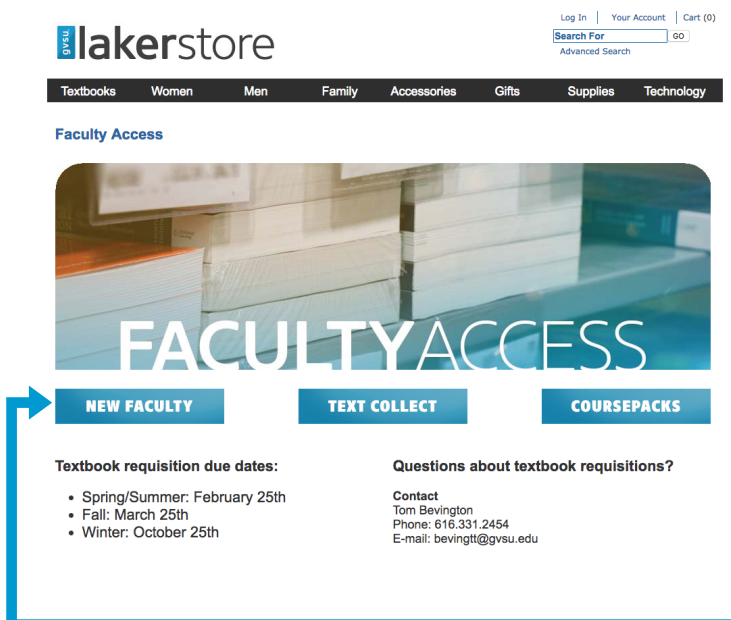 Log In Your Account Cart (0)
gvsu.
lakerstore
Search For GO
Advanced Search
Textbooks Women Men Family Accessories Gifts Supplies Technology
Faculty Access
FACULTYACCESS
NEW FACULTY TEXT COLLECT COURSEPACKS
Textbook requisition due dates:
• Spring/Summer: February 25th
• Fall: March 25th
• Winter: October 25th
Questions about textbook requisitions?
Contact
Tom Bevington
Phone: 616.331.2454
E-mail: bevingtt@gvsu.edu